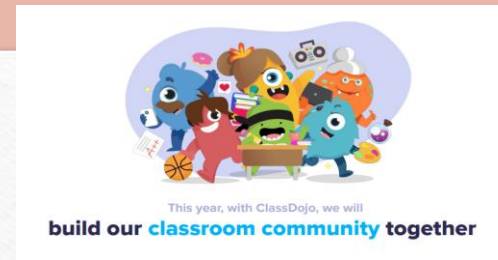 A++
This year, with ClassDojo, we will
build our classroom community together